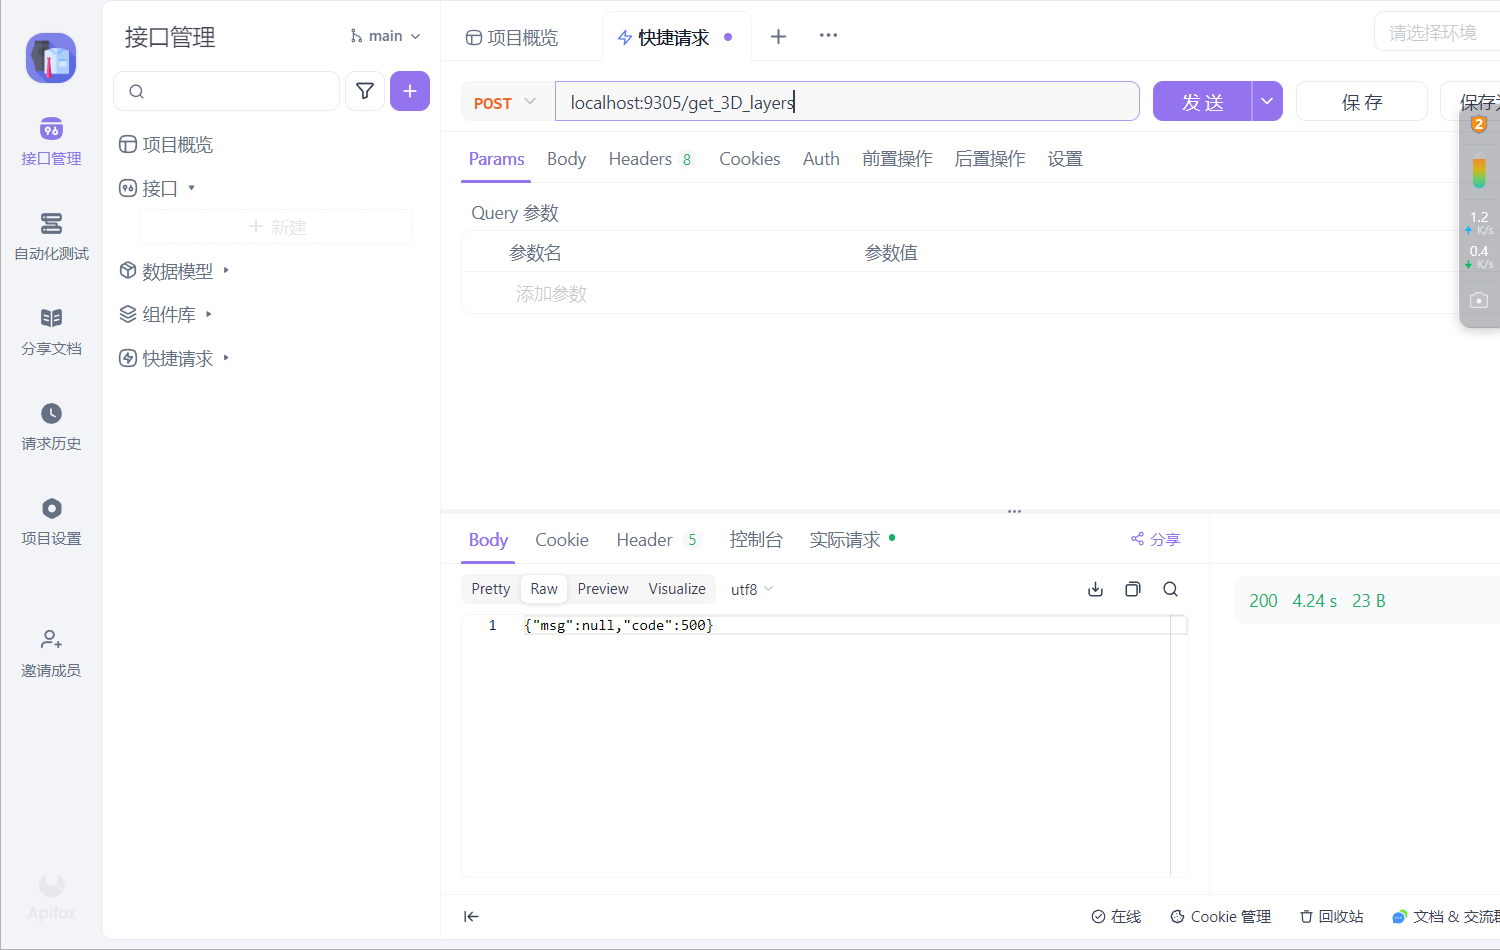 接口管理
main
项目概览
快捷请求
请选择环境
POST
localhost:9305/get_3D_layers
发送
保存
接口管理
自动化测试
分享文档
请求历史
项目设置
邀请成员
Apifox
项目概览
接口
+ 新建
数据模型
组件库
快捷请求
Params
Body
Headers 8
Cookies
Auth
前置操作
后置操作
设置
Query 参数
参数名
参数值
添加参数
2
1.2
K/s
0.4
K/s
Body
Cookie
Header 5
控制台
实际请求
分享
Pretty
Raw
Preview
Visualize
utf8
200 4.24 s 23 B
1 {"msg":null,"code":500}
在线
Cookie 管理
回收站
文档 & 交流